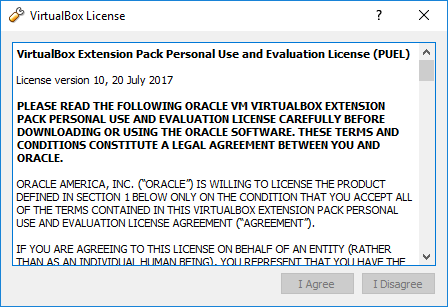 VirtualBox License
?
VirtualBox Extension Pack Personal Use and Evaluation License (PUEL)
License version 10, 20 July 2017
PLEASE READ THE FOLLOWING ORACLE VM VIRTUALBOX EXTENSION
PACK PERSONAL USE AND EVALUATION LICENSE CAREFULLY BEFORE
DOWNLOADING OR USING THE ORACLE SOFTWARE. THESE TERMS AND
CONDITIONS CONSTITUTE A LEGAL AGREEMENT BETWEEN YOU AND
ORACLE.
ORACLE AMERICA, INC. (“ORACLE”) IS WILLING TO LICENSE THE PRODUCT
DEFINED IN SECTION 1 BELOW ONLY ON THE CONDITION THAT YOU ACCEPT ALL
OF THE TERMS CONTAINED IN THIS VIRTUALBOX EXTENSION PACK PERSONAL
USE AND EVALUATION LICENSE AGREEMENT (“AGREEMENT”).
IF YOU ARE AGREEING TO THIS LICENSE ON BEHALF OF AN ENTITY (RATHER
THAN AS AN INDIVIDUAL HUMAN BEING), YOU REPRESENT THAT YOU HAVE THE
I Agree
I Disagree